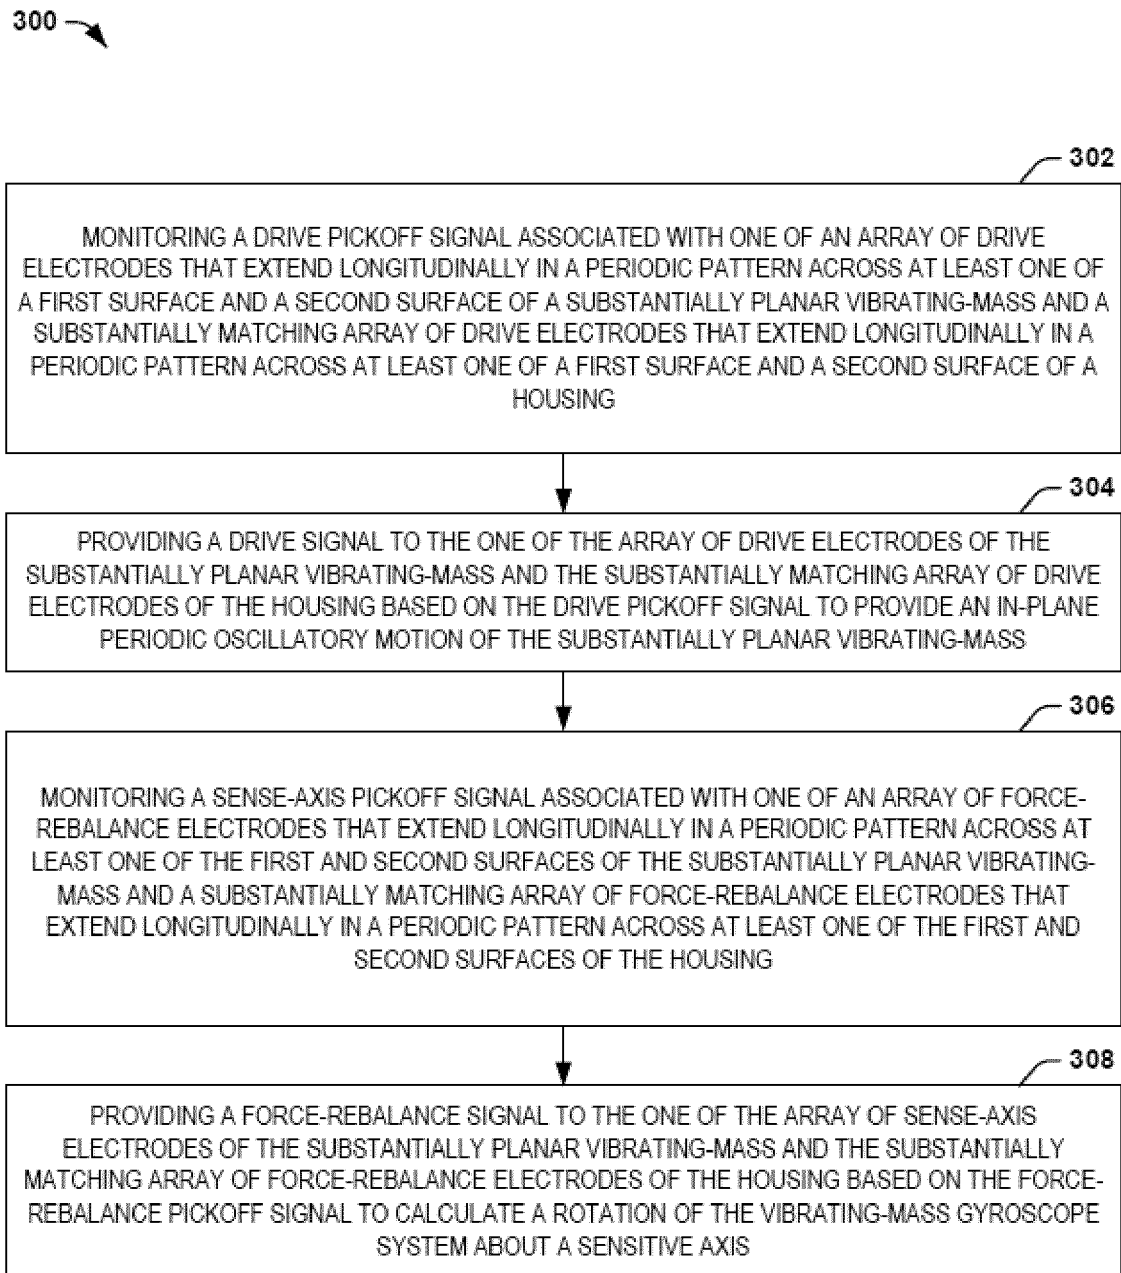 300
302
MONITORING A DRIVE PICKOFF SIGNAL ASSOCIATED WITH ONE OF AN ARRAY OF DRIVE
ELECTRODES THAT EXTEND LONGITUDINALLY IN A PERIODIC PATTERN ACROSS AT LEAST ONE OF
A FIRST SURFACE AND A SECOND SURFACE OF A SUBSTANTIALLY PLANAR VIBRATING-MASS AND A
SUBSTANTIALLY MATCHING ARRAY OF DRIVE ELECTRODES THAT EXTEND LONGITUDINALLY IN A
PERIODIC PATTERN ACROSS AT LEAST ONE OF A FIRST SURFACE AND A SECOND SURFACE OF A
HOUSING
304
PROVIDING A DRIVE SIGNAL TO THE ONE OF THE ARRAY OF DRIVE ELECTRODES OF THE
SUBSTANTIALLY PLANAR VIBRATING-MASS AND THE SUBSTANTIALLY MATCHING ARRAY OF DRIVE
ELECTRODES OF THE HOUSING BASED ON THE DRIVE PICKOFF SIGNAL TO PROVIDE AN IN-PLANE
PERIODIC OSCILLATORY MOTION OF THE SUBSTANTIALLY PLANAR VIBRATING-MASS
306
MONITORING A SENSE-AXIS PICKOFF SIGNAL ASSOCIATED WITH ONE OF AN ARRAY OF FORCE-
REBALANCE ELECTRODES THAT EXTEND LONGITUDINALLY IN A PERIODIC PATTERN ACROSS AT
LEAST ONE OF THE FIRST AND SECOND SURFACES OF THE SUBSTANTIALLY PLANAR VIBRATING-
MASS AND A SUBSTANTIALLY MATCHING ARRAY OF FORCE-REBALANCE ELECTRODES THAT
EXTEND LONGITUDINALLY IN A PERIODIC PATTERN ACROSS AT LEAST ONE OF THE FIRST AND
SECOND SURFACES OF THE HOUSING
308
PROVIDING A FORCE-REBALANCE SIGNAL TO THE ONE OF THE ARRAY OF SENSE-AXIS
ELECTRODES OF THE SUBSTANTIALLY PLANAR VIBRATING-MASS AND THE SUBSTANTIALLY
MATCHING ARRAY OF FORCE-REBALANCE ELECTRODES OF THE HOUSING BASED ON THE FORCE-
REBALANCE PICKOFF SIGNAL TO CALCULATE A ROTATION OF THE VIBRATING-MASS GYROSCOPE
SYSTEM ABOUT A SENSITIVE AXIS